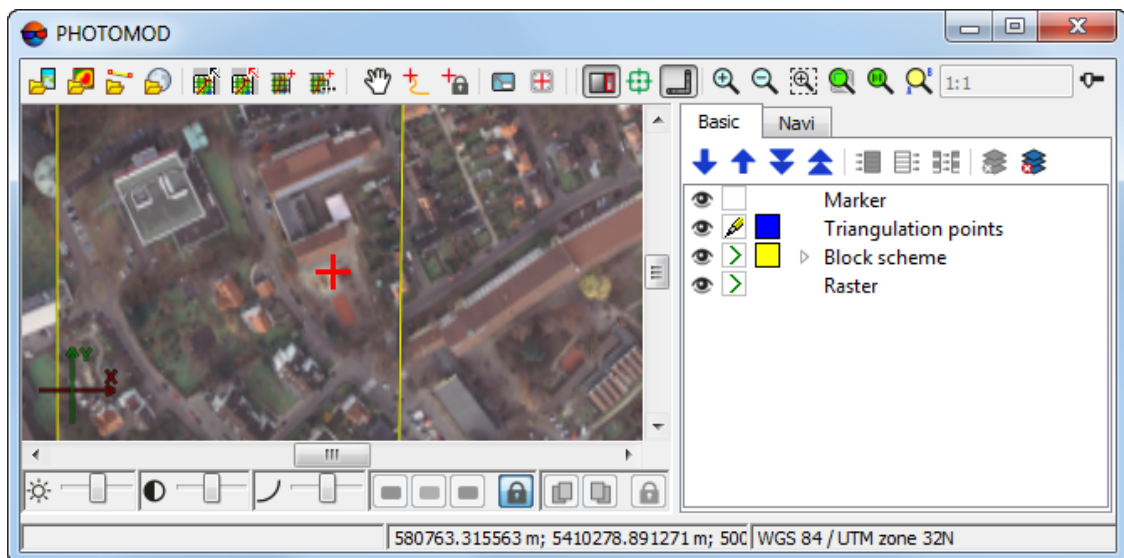 PHOTOMOD
1:1
Basic
Navi
Marker
Triangulation points
Block scheme
Raster
Y
X
580763.315563 m; 5410278.891271 m; 500
WGS 84 / UTM zone 32N